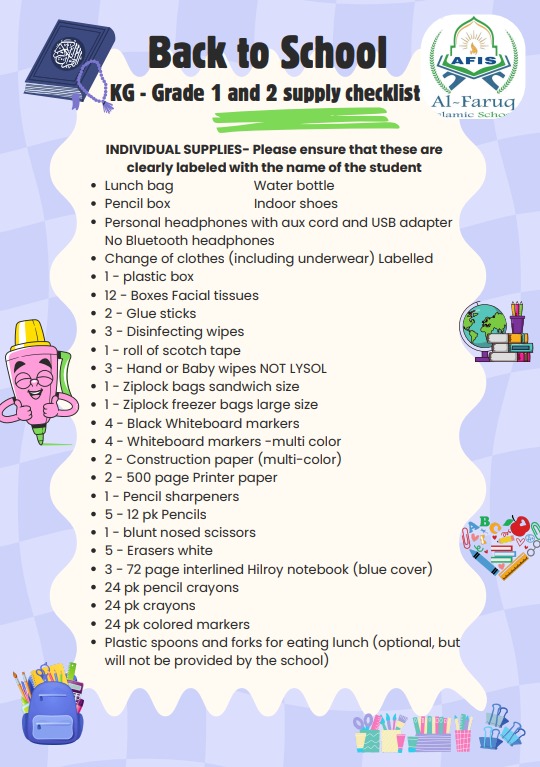 Back to School
KG - Grade 1 and 2 supply checklist
AFIS
Al-Faruq
Islamic School
INDIVIDUAL SUPPLIES- Please ensure that these are
clearly labeled with the name of the student
• Lunch bag Water bottle
• Pencil box Indoor shoes
• Personal headphones with aux cord and USB adapter
No Bluetooth headphones
• Change of clothes (including underwear) Labelled
• 1 - plastic box
• 12 - Boxes Facial tissues
• 2 - Glue sticks
• 3 - Disinfecting wipes
• 1 - roll of scotch tape
• 3 - Hand or Baby wipes NOT LYSOL
• 1 - Ziplock bags sandwich size
• 1 - Ziplock freezer bags large size
• 4 - Black Whiteboard markers
• 4 - Whiteboard markers -multi color
• 2 - Construction paper (multi-color)
• 2 - 500 page Printer paper
• 1 - Pencil sharpeners
• 5 - 12 pk Pencils
• 1 - blunt nosed scissors
• 5 - Erasers white
• 3 - 72 page interlined Hilroy notebook (blue cover)
• 24 pk pencil crayons
• 24 pk crayons
• 24 pk colored markers
• Plastic spoons and forks for eating lunch (optional, but
will not be provided by the school)
ABC